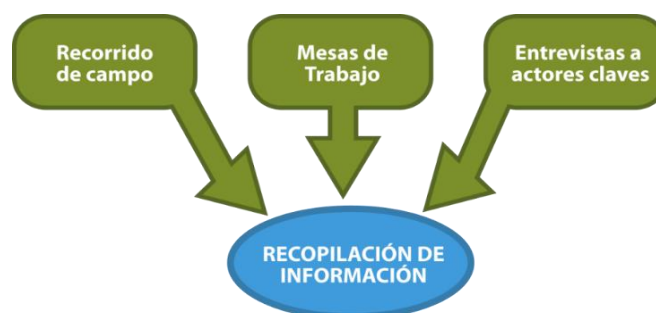 Recorrido
de campo
Mesas de
Trabajo
Entrevistas a
actores claves
RECOPILACIÓN DE
INFORMACIÓN